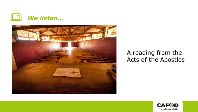 We listen...
A reading from the
Acts of the Apostles
CAFOD